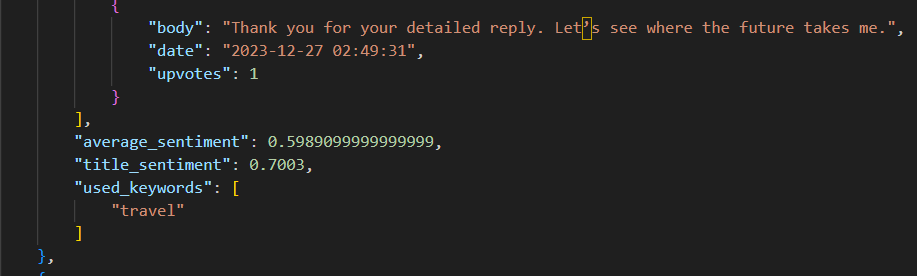 {
"body": "Thank you for your detailed reply. Let’s see where the future takes me.",
"date": "2023-12-27 02:49:31",
"upvotes": 1
}
],
"average_sentiment": 0.5989099999999999,
"title_sentiment": 0.7003,
"used_keywords": [
"travel"
]
},
{